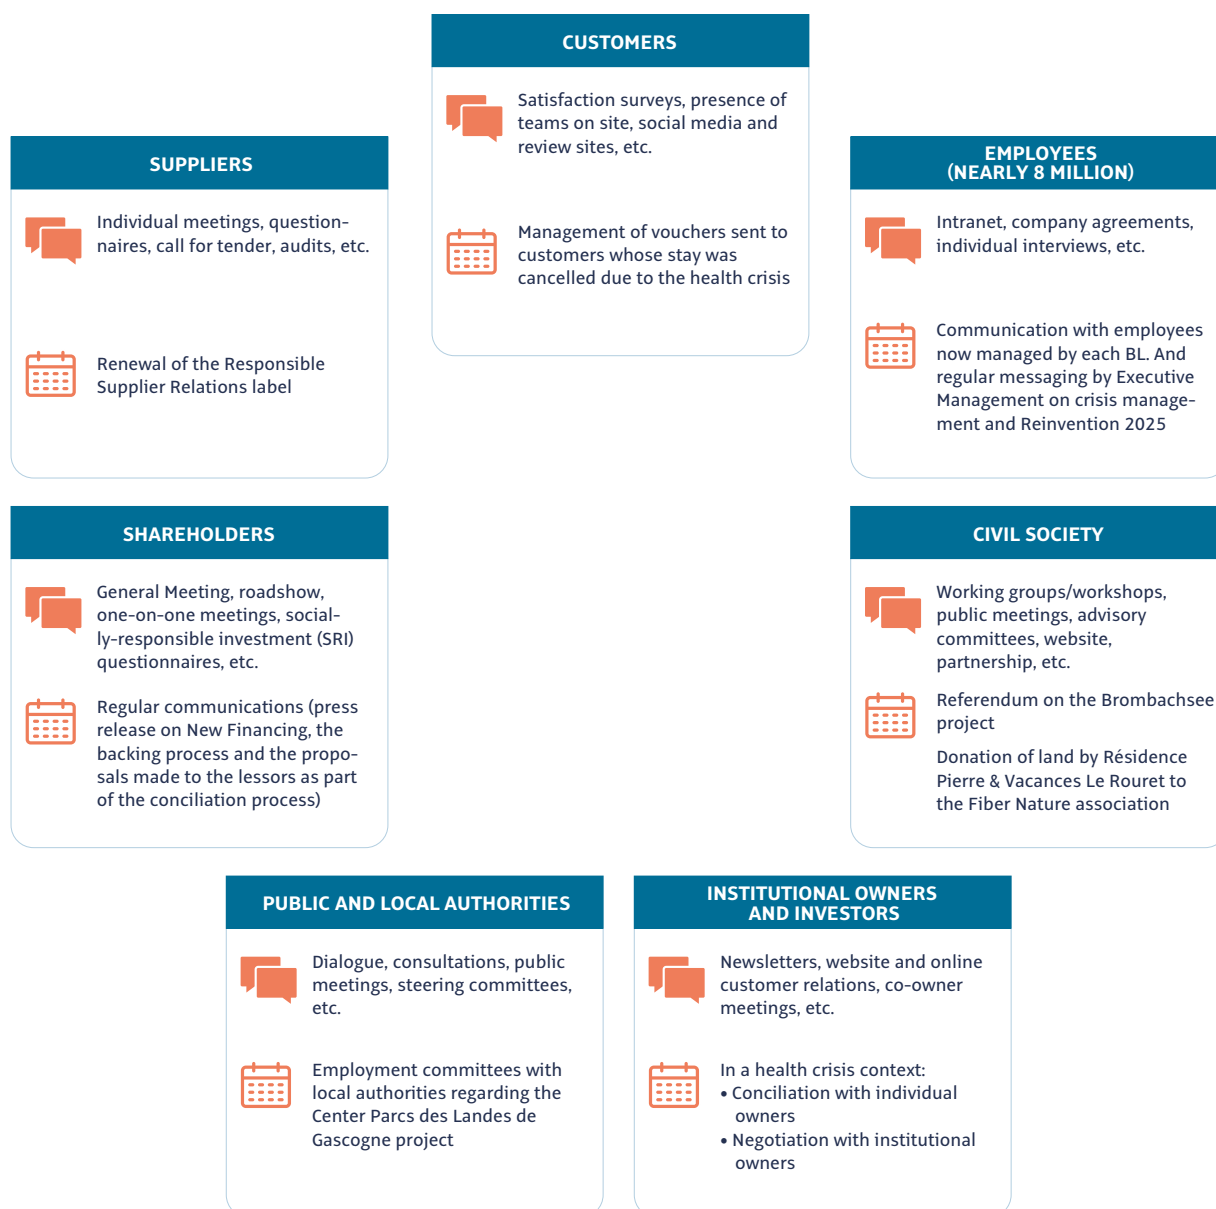 CUSTOMERS
Satisfaction surveys, presence of
teams on site, social media and
review sites, etc.
Management of vouchers sent to
customers whose stay was
cancelled due to the health crisis
SUPPLIERS
Individual meetings, question-
naires, call for tender, audits, etc.
Renewal of the Responsible
Supplier Relations label
EMPLOYEES
(NEARLY 8 MILLION)
Intranet, company agreements,
individual interviews, etc.
Communication with employees
now managed by each BL. And
regular messaging by Executive
Management on crisis manage-
ment and Reinvention 2025
SHAREHOLDERS
General Meeting, roadshow,
one-on-one meetings, social-
ly-responsible investment (SRI)
questionnaires, etc.
Regular communications (press
release on New Financing, the
backing process and the propo-
sals made to the lessors as part
of the conciliation process)
CIVIL SOCIETY
Working groups/workshops,
public meetings, advisory
committees, website,
partnership, etc.
Referendum on the Brombachsee
project
Donation of land by Résidence
Pierre & Vacances Le Rouret to
the Fiber Nature association
PUBLIC AND LOCAL AUTHORITIES
Dialogue, consultations, public
meetings, steering committees,
etc.
Employment committees with
local authorities regarding the
Center Parcs des Landes de
Gascogne project
INSTITUTIONAL OWNERS
AND INVESTORS
Newsletters, website and online
customer relations, co-owner
meetings, etc.
In a health crisis context:
• Conciliation with individual
owners
• Negotiation with institutional
owners